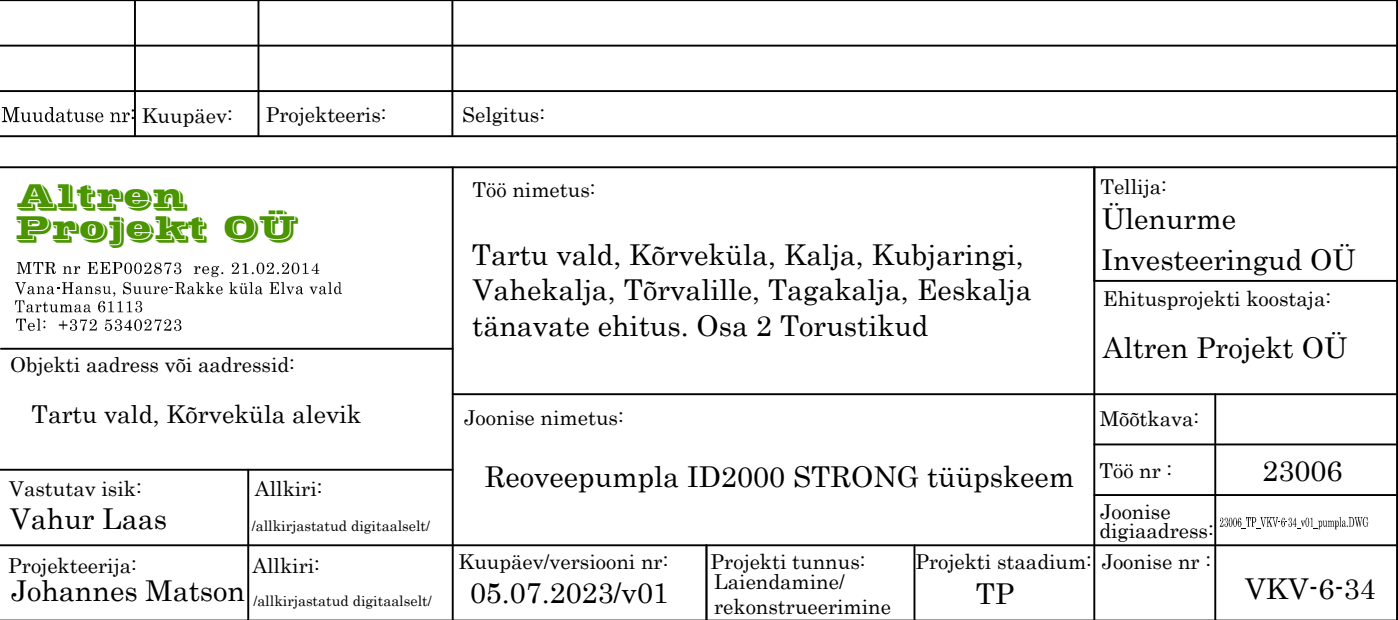 Muudatuse nr: Kuupäev: Projekteeris: Selgitus:
Altren
Projekt OÜ
MTR nr EEP002873 reg. 21.02.2014
Vana-Hansu, Suure-Rakke küla Elva vald
Tartumaa 61113
Tel: +372 53402723
Töö nimetus:
Tartu vald, Kõrveküla, Kalja, Kubjaringi,
Vahekalja, Tõrvalille, Tagakalja, Eeskalja
tänavate ehitus. Osa 2 Torustikud
Tellija:
Ülenurme
Investeeringud OÜ
Ehitusprojekti koostaja:
Altren Projekt OÜ
Objekti aadress või aadressid:
Tartu vald, Kõrveküla alevik
Joonise nimetus:
Reoveepumpla ID2000 STRONG tüüpskeem
Mõõtkava:
Töö nr : 23006
Joonise
digiaadress: 23006_TP_VKV-6-34_v01_pumpla.DWG
Vastutav isik:
Vahur Laas
Allkiri:
/allkirjastatud digitaalselt/
Projekteerija:
Johannes Matson
Allkiri:
/allkirjastatud digitaalselt/
Kuupäev/versiooni nr:
05.07.2023/v01
Projekti tunnus:
Laiendamine/
rekonstrueerimine
Projekti staadium:
TP
Joonise nr :
VKV-6-34